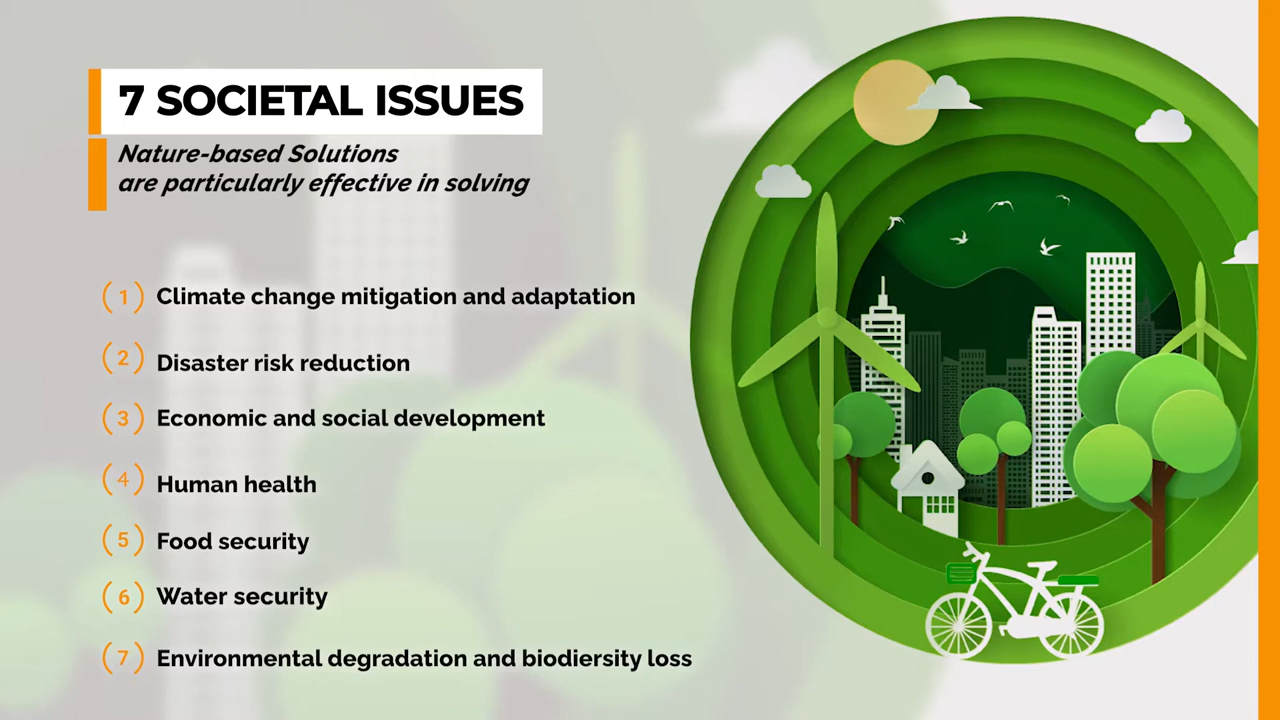 7 SOCIETAL ISSUES
Nature-based Solutions
are particularly effective in solving
(1) Climate change mitigation and adaptation
(2) Disaster risk reduction
(3) Economic and social development
(4) Human health
(5) Food security
(6) Water security
(7) Environmental degradation and biodiersity loss